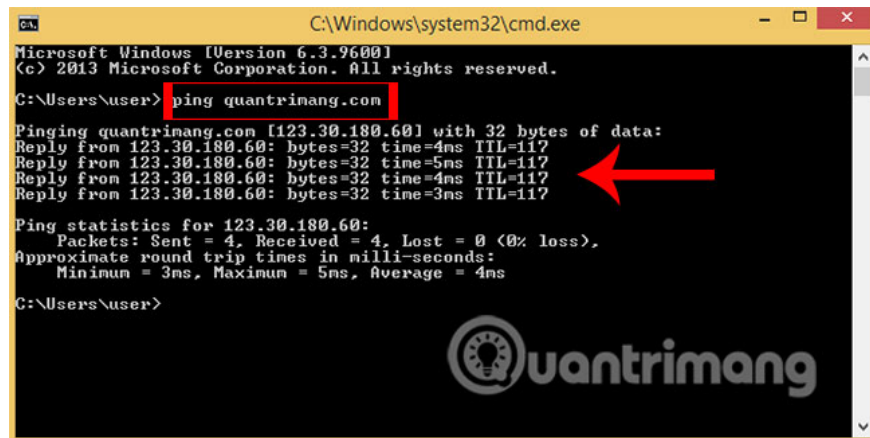 C:\Windows\system32\cmd.exe
Microsoft Windows [Version 6.3.9600]
(c) 2013 Microsoft Corporation. All rights reserved.
C:\Users\user> ping quantrimang.com
Pinging quantrimang.com [123.30.180.60] with 32 bytes of data:
Reply from 123.30.180.60: bytes=32 time=4ms TTL=117
Reply from 123.30.180.60: bytes=32 time=5ms TTL=117
Reply from 123.30.180.60: bytes=32 time=4ms TTL=117
Reply from 123.30.180.60: bytes=32 time=3ms TTL=117
Ping statistics for 123.30.180.60:
Packets: Sent = 4, Received = 4, Lost = 0 (0% loss),
Approximate round trip times in milli-seconds:
Minimum = 3ms, Maximum = 5ms, Average = 4ms
C:\Users\user>
Quantrimang